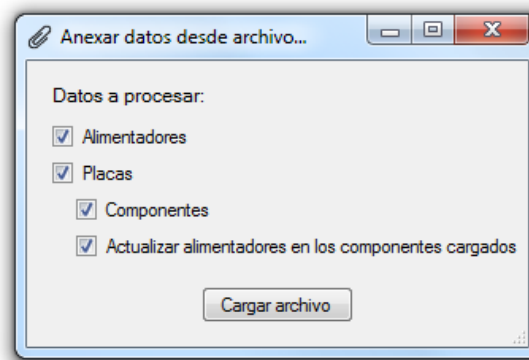 Anexar datos desde archivo...
Datos a procesar:
Alimentadores
Placas
Componentes
Actualizar alimentadores en los componentes cargados
Cargar archivo